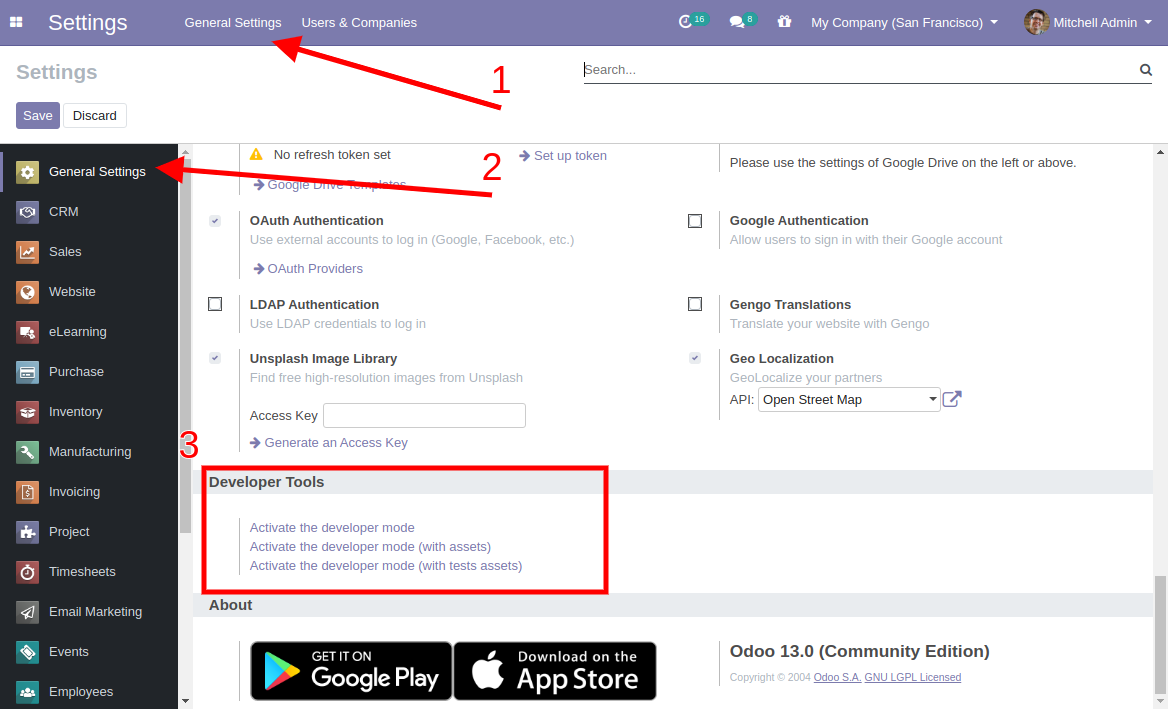 Settings General Settings Users & Companies 16 8 My Company (San Francisco) Mitchell Admin
Settings
Search...
1
Save Discard
General Settings
CRM
Sales
Website
eLearning
Purchase
Inventory
Manufacturing
Invoicing
Project
Timesheets
Email Marketing
Events
Employees
2
3
No refresh token set
Set up token
Google Drive Templates
Please use the settings of Google Drive on the left or above.
OAuth Authentication
Use external accounts to log in (Google, Facebook, etc.)
OAuth Providers
Google Authentication
Allow users to sign in with their Google account
LDAP Authentication
Use LDAP credentials to log in
Gengo Translations
Translate your website with Gengo
Unsplash Image Library
Find free high-resolution images from Unsplash
Access Key
Generate an Access Key
Geo Localization
GeoLocalize your partners
API: Open Street Map
Developer Tools
Activate the developer mode
Activate the developer mode (with assets)
Activate the developer mode (with tests assets)
About
GET IT ON
Google Play
Download on the
App Store
Odoo 13.0 (Community Edition)
Copyright © 2004 Odoo S.A. GNU LGPL Licensed